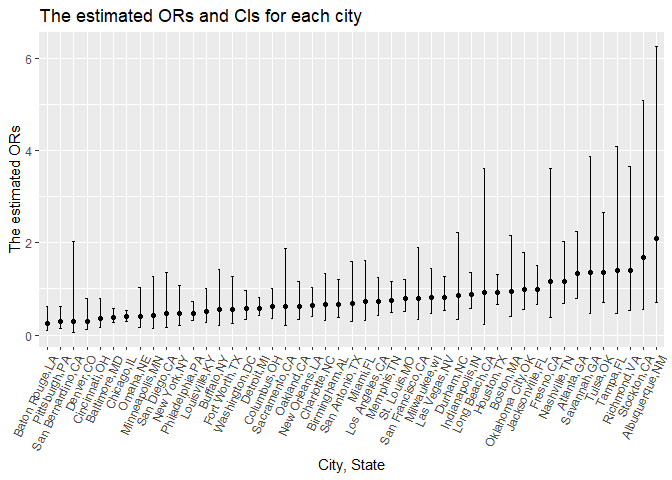 The estimated ORs and CIs for each city
The estimated ORs
6
4
2
0
Baton Rouge,LA
Pittsburgh,PA
San Bernardino,CA
Denver,CO
Cincinnati,OH
Baltimore,MD
Chicago,IL
Omaha,NE
Minneapolis,MN
San Diego,CA
New York,NY
Philadelphia,PA
Louisville,KY
Buffalo,NY
Fort Worth,TX
Washington,DC
Detroit,MI
Columbus,OH
Sacramento,CA
Oakland,CA
New Orleans,LA
Charlotte,NC
Birmingham,AL
San Antonio,TX
Miami,FL
Los Angeles,CA
Memphis,TN
St. Louis,MO
San Francisco,CA
Milwaukee,wI
Las Vegas,NV
Durham,NC
Indianapolis,IN
Long Beach,CA
Houston,TX
Boston,MA
Oklahoma City,OK
Jacksonville,FL
Fresno,CA
Nashville,TN
Atlanta,GA
Savannah,GA
Tulsa,OK
Tampa,FL
Richmond,VA
Stockton,CA
Albuquerque,NM
City, State